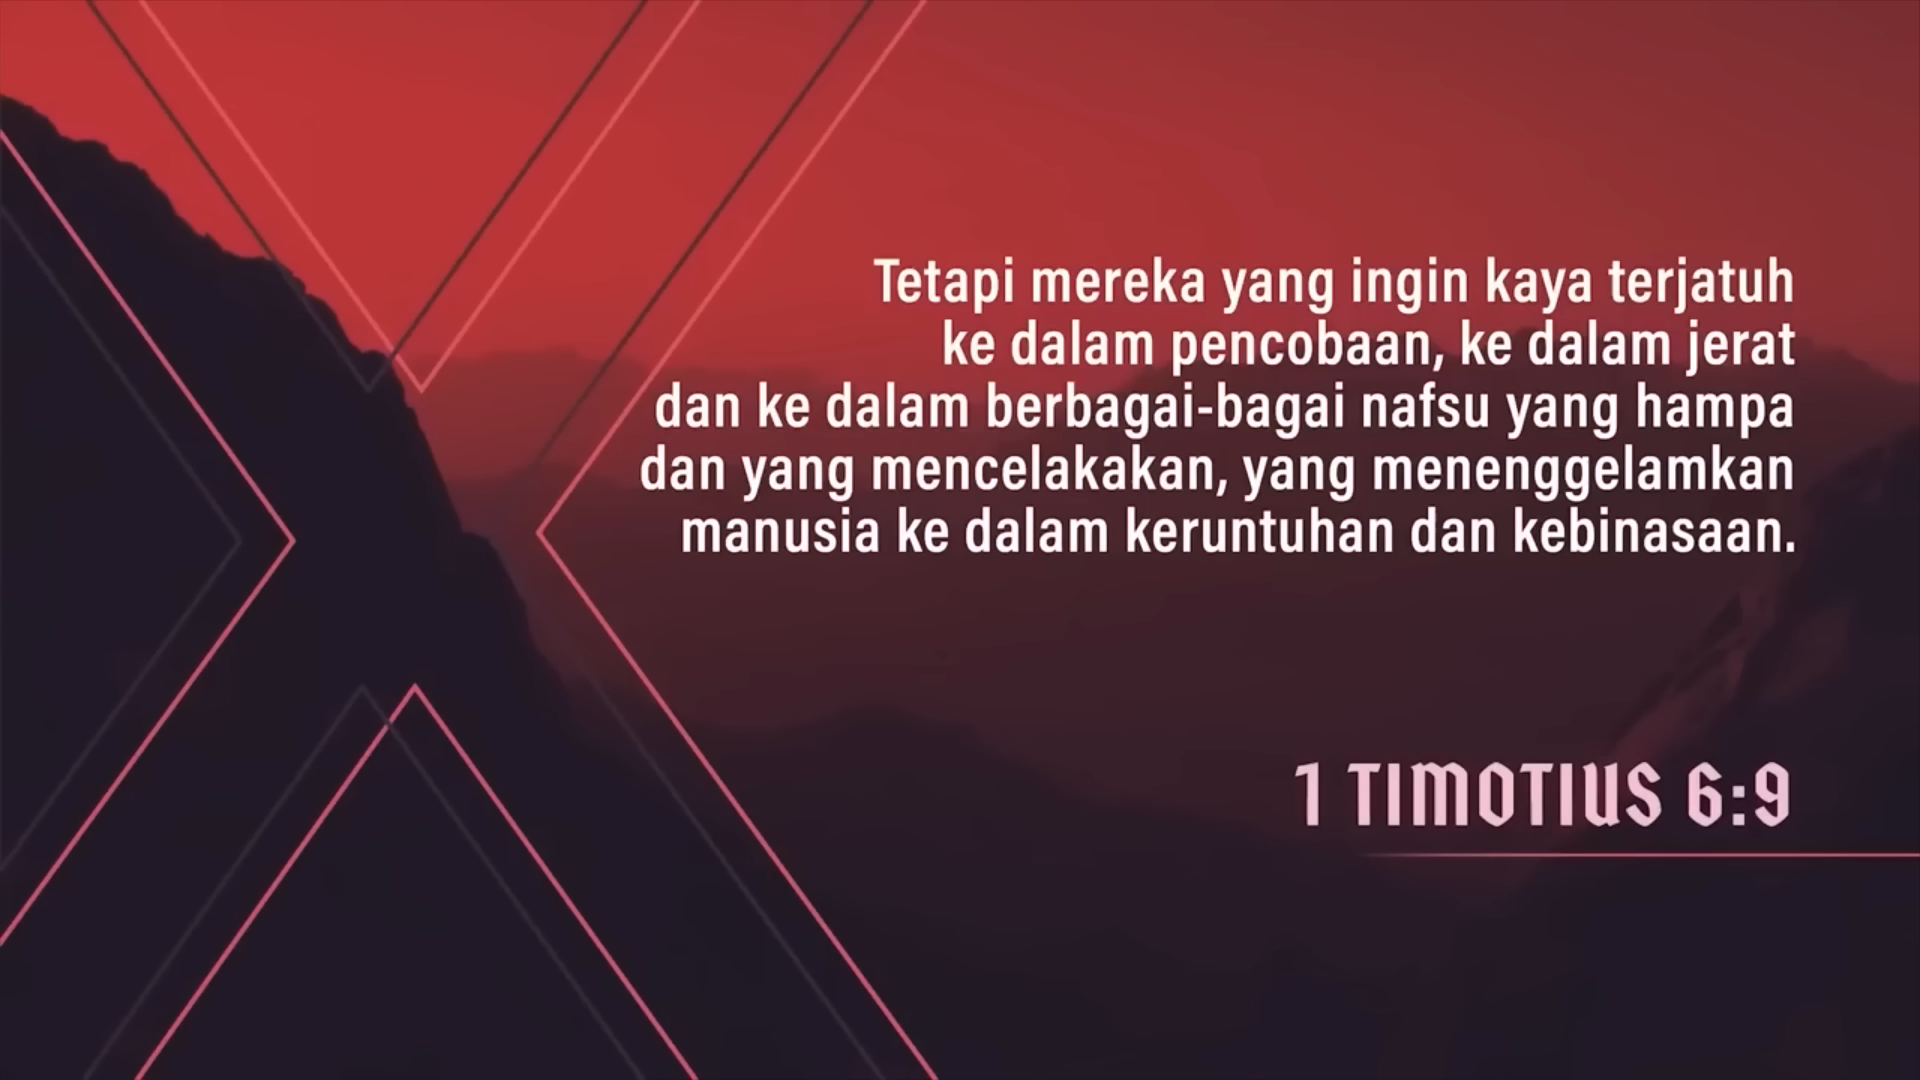 Tetapi mereka yang ingin kaya terjatuh
ke dalam pencobaan, ke dalam jerat
dan ke dalam berbagai-bagai nafsu yang hampa
dan yang mencelakakan, yang menenggelamkan
manusia ke dalam keruntuhan dan kebinasaan.
1 TIMOTIUS 6:9